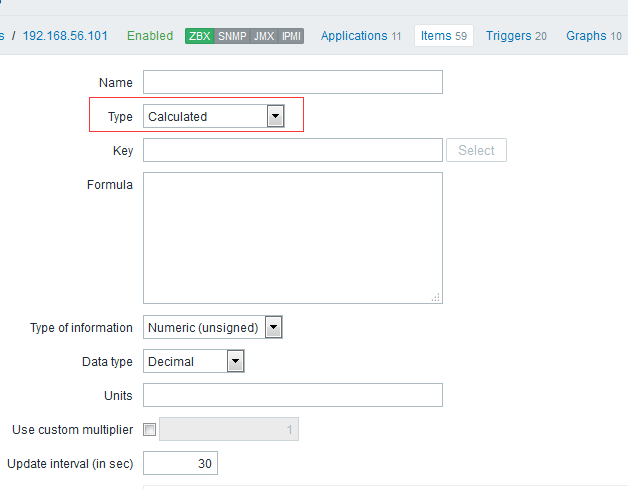 s / 192.168.56.101 Enabled ZBX SNMP JMX IPMI Applications 11 Items 59 Triggers 20 Graphs 10
Name
Type Calculated
Key Select
Formula
Type of information Numeric (unsigned)
Data type Decimal
Units
Use custom multiplier 1
Update interval (in sec) 30